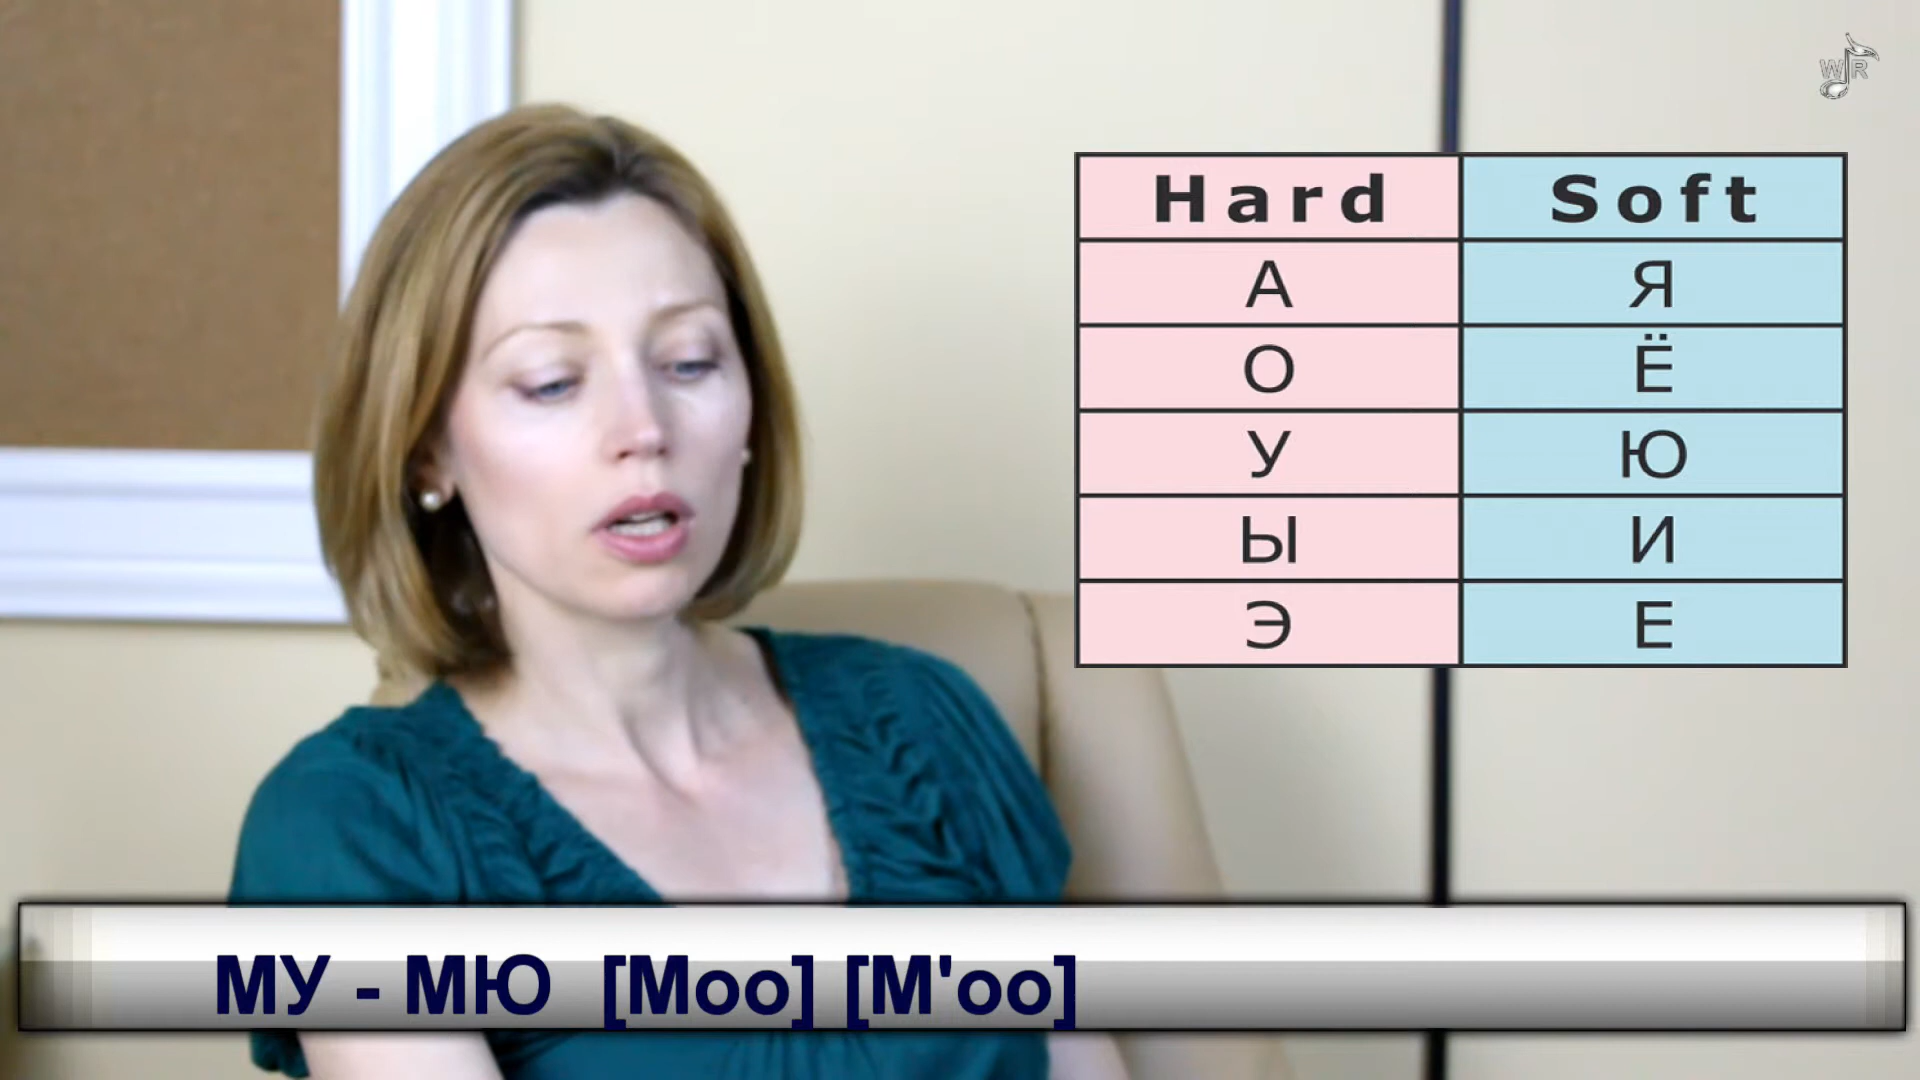 W R
Hard Soft
А Я
О Ё
У Ю
Ы И
Э Е
МУ - МЮ [Moo] [M'oo]